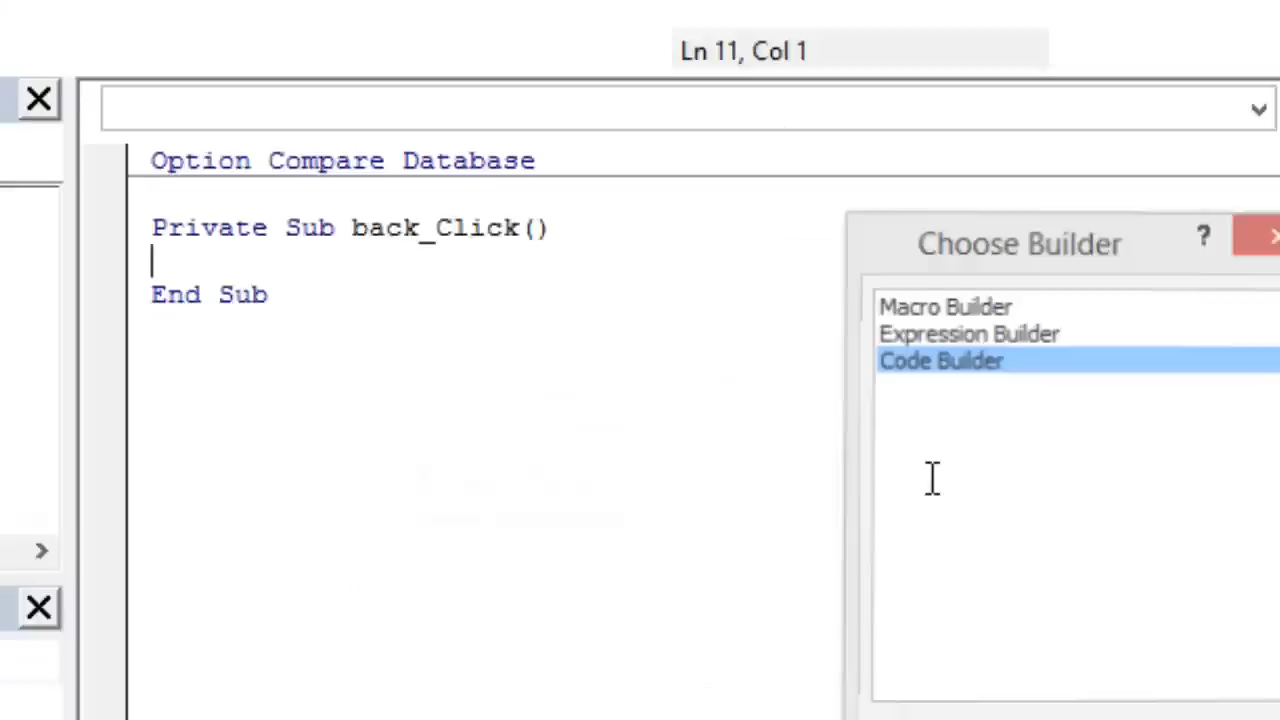 Ln 11, Col 1
Option Compare Database
Private Sub back_Click()
End Sub
Choose Builder
?
Macro Builder
Expression Builder
Code Builder